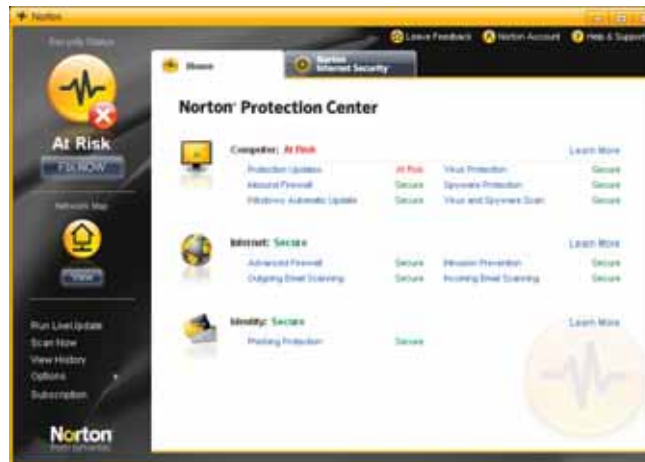 Norton
Leave Feedback Norton Account Help & Support
Security Status
Home
Norton Internet Security
Norton Protection Center
At Risk
Fix NOW
Computer: At Risk Learn More
Protection Updates At Risk Virus Protection Secure
Inbound Firewall Secure Spyware Protection Secure
Windows Automatic Update Secure Virus and Spyware Scan Secure
Network Map
View
Internet: Secure Learn More
Advanced Firewall Secure Intrusion Prevention Secure
Outgoing Email Scanning Secure Incoming Email Scanning Secure
Identity: Secure Learn More
Phishing Protection Secure
Run LiveUpdate
Scan Now
View History
Options
Subscription
Norton
from symantec